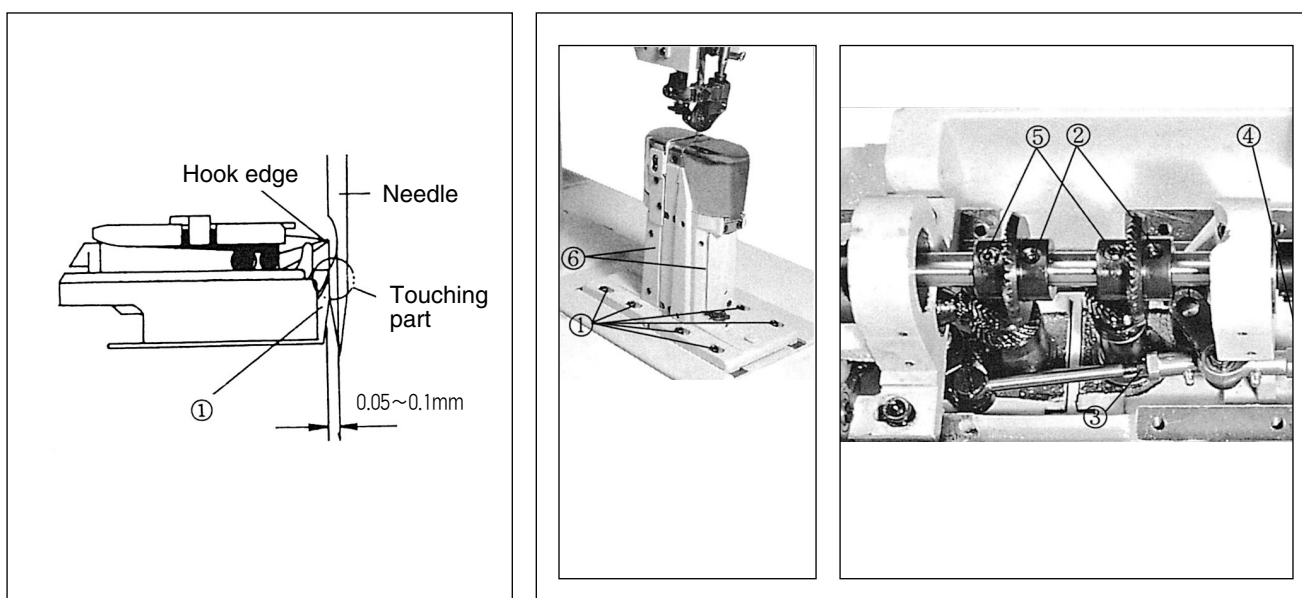 Hook edge
Needle
Touching
part
①
0.05~0.1mm
⑥
①
⑤ ② ④
③